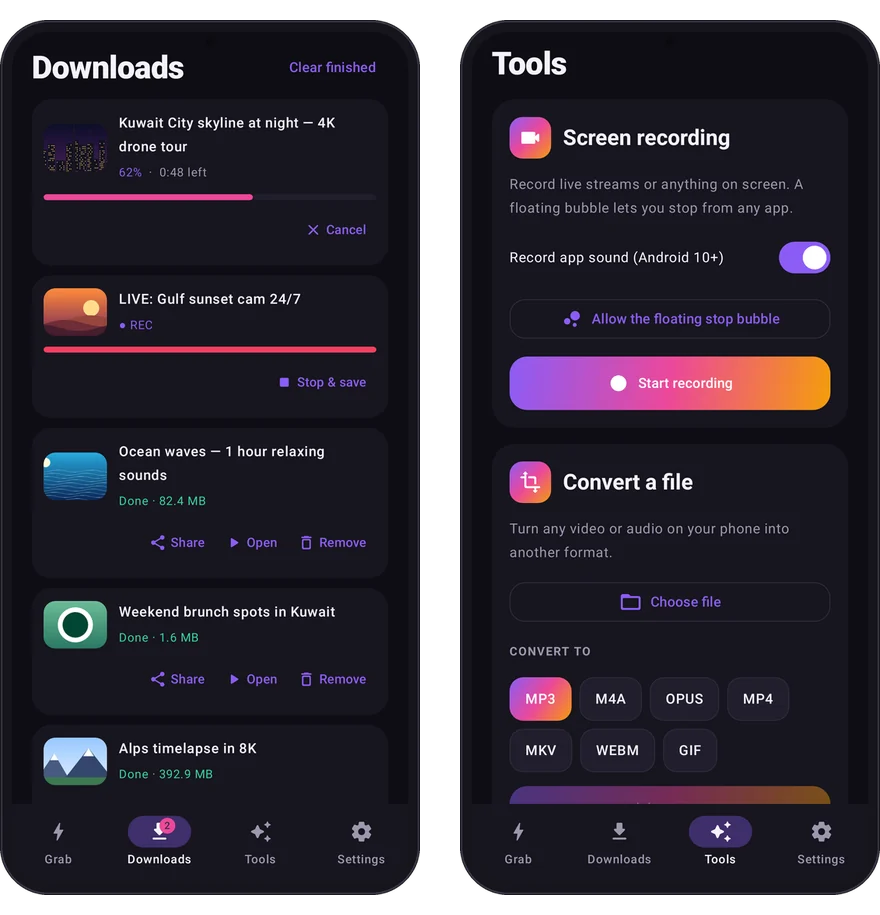 Downloads
Clear finished
Kuwait City skyline at night — 4K
drone tour
62% · 0:48 left
Cancel
LIVE: Gulf sunset cam 24/7
● REC
Stop & save
Ocean waves — 1 hour relaxing
sounds
Done · 82.4 MB
Share Open Remove
Weekend brunch spots in Kuwait
Done · 1.6 MB
Share Open Remove
Alps timelapse in 8K
Done · 392.9 MB
2
Grab Downloads Tools Settings
Tools
Screen recording
Record live streams or anything on screen. A
floating bubble lets you stop from any app.
Record app sound (Android 10+)
Allow the floating stop bubble
Start recording
Convert a file
Turn any video or audio on your phone into
another format.
Choose file
CONVERT TO
MP3 M4A OPUS MP4
MKV WEBM GIF
Grab Downloads Tools Settings